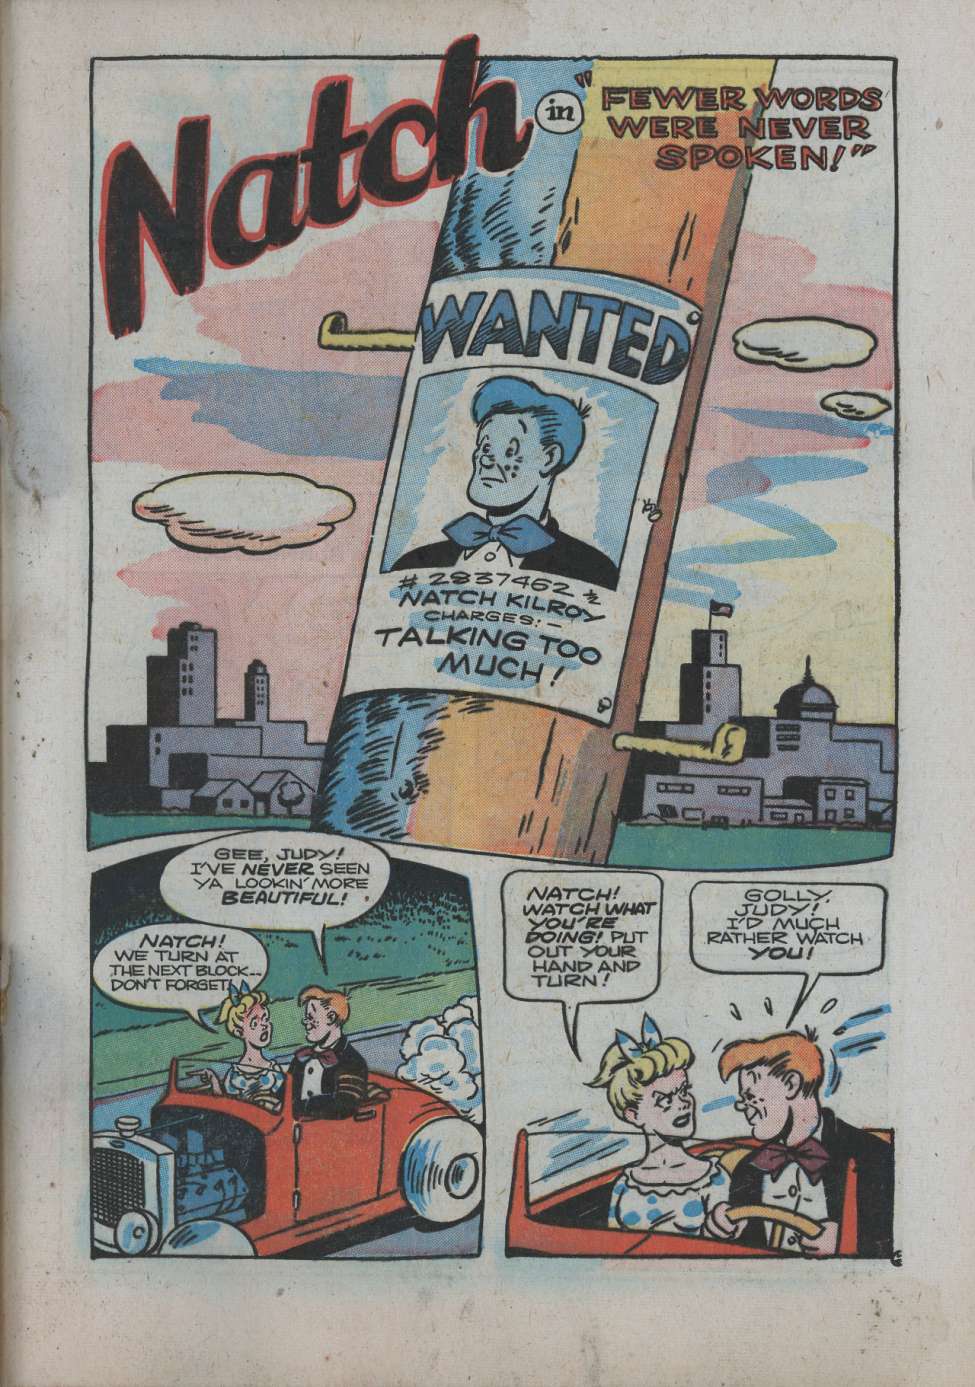 Natch
in
"FEWER WORDS
WERE NEVER
SPOKEN!"
WANTED
# 2837462 ½
NATCH KILROY
CHARGES:—
TALKING TOO
MUCH!
GEE, JUDY!
I'VE NEVER SEEN
YA LOOKIN' MORE
BEAUTIFUL!
NATCH!
WE TURN AT
THE NEXT BLOCK--
DON'T FORGET!
NATCH!
WATCH WHAT
YOU'RE
DOING! PUT
OUT YOUR
HAND AND
TURN!
GOLLY,
JUDY!
I'D MUCH
RATHER WATCH
YOU!